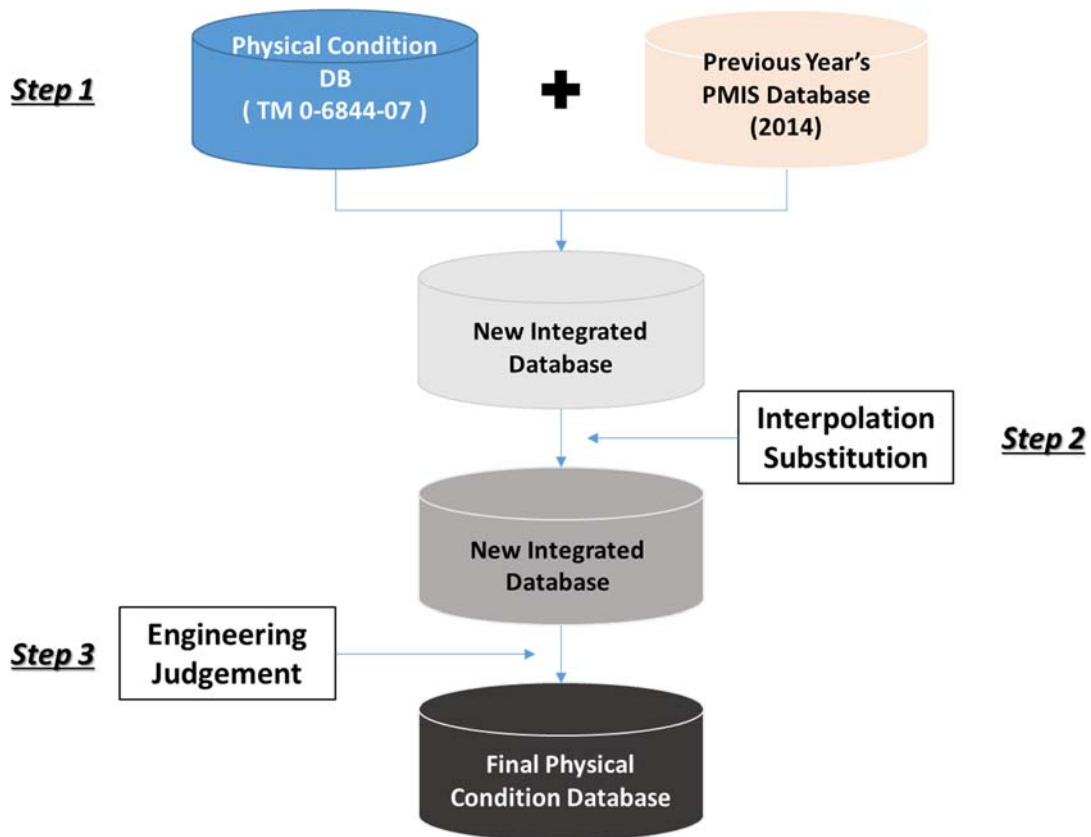 Step 1
Physical Condition
DB
( TM 0-6844-07 )
Previous Year's
PMIS Database
(2014)
New Integrated
Database
Interpolation
Substitution
Step 2
New Integrated
Database
Engineering
Judgement
Step 3
Final Physical
Condition Database